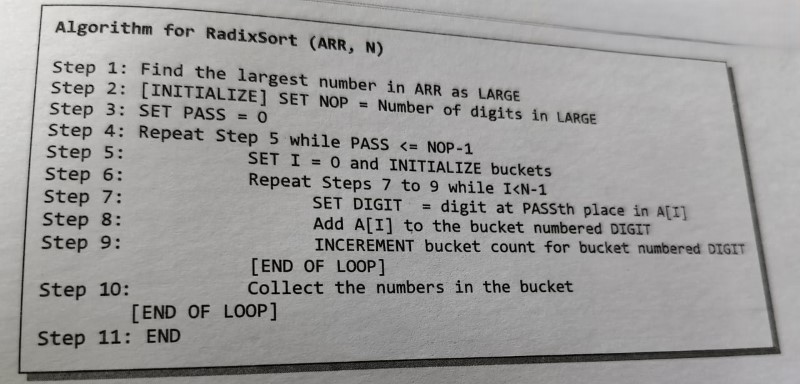 Algorithm for RadixSort (ARR, N)
Step 1: Find the largest number in ARR as LARGE
Step 2: [INITIALIZE] SET NOP = Number of digits in LARGE
Step 3: SET PASS = 0
Step 4: Repeat Step 5 while PASS <= NOP-1
Step 5: SET I = 0 and INITIALIZE buckets
Step 6: Repeat Steps 7 to 9 while I<N-1
Step 7: SET DIGIT = digit at PASSth place in A[I]
Step 8: Add A[I] to the bucket numbered DIGIT
Step 9: INCEREMENT bucket count for bucket numbered DIGIT
[END OF LOOP]
Step 10: Collect the numbers in the bucket
[END OF LOOP]
Step 11: END